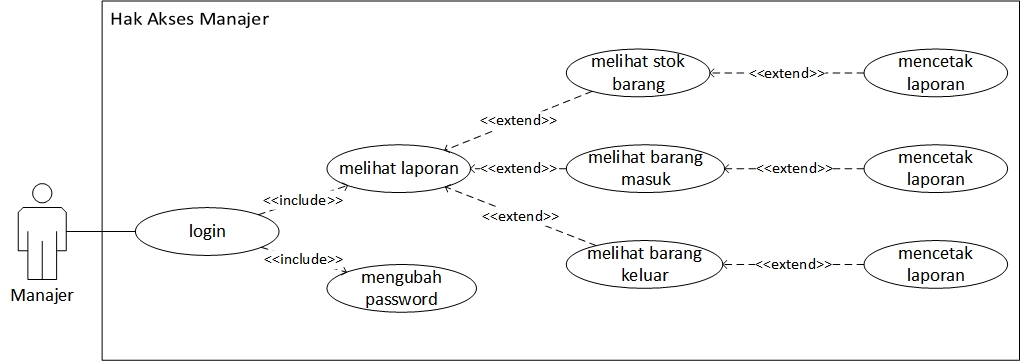 Hak Akses Manajer
melihat stok
barang
<<extend>>
mencetak
laporan
<<extend>>
melihat laporan
<<extend>>
melihat barang
masuk
<<extend>>
mencetak
laporan
<<include>>
<<extend>>
login
<<include>>
mengubah
password
melihat barang
keluar
<<extend>>
mencetak
laporan
Manajer